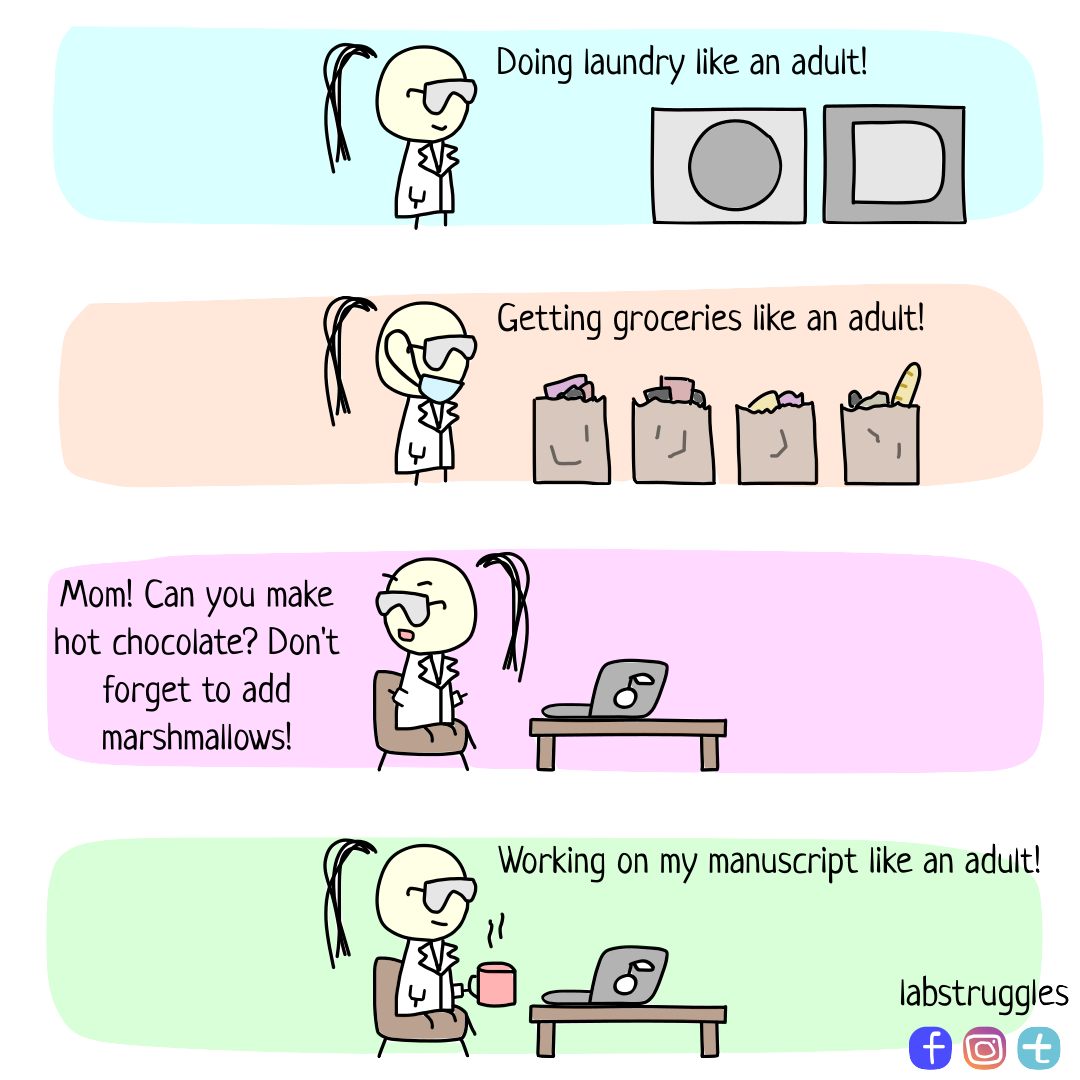 Doing laundry like an adult!
Getting groceries like an adult!
Mom! Can you make
hot chocolate? Don't
forget to add
marshmallows!
Working on my manuscript like an adult!
labstruggles